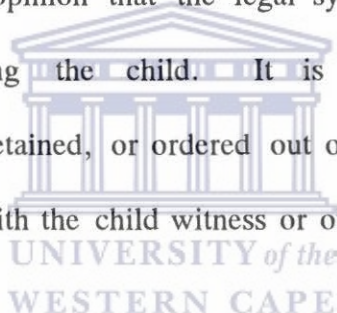 opinion that the legal
ng the child. It is
etained, or ordered out
ith the child witness or
UNIVERSITY of the
WESTERN CAPE